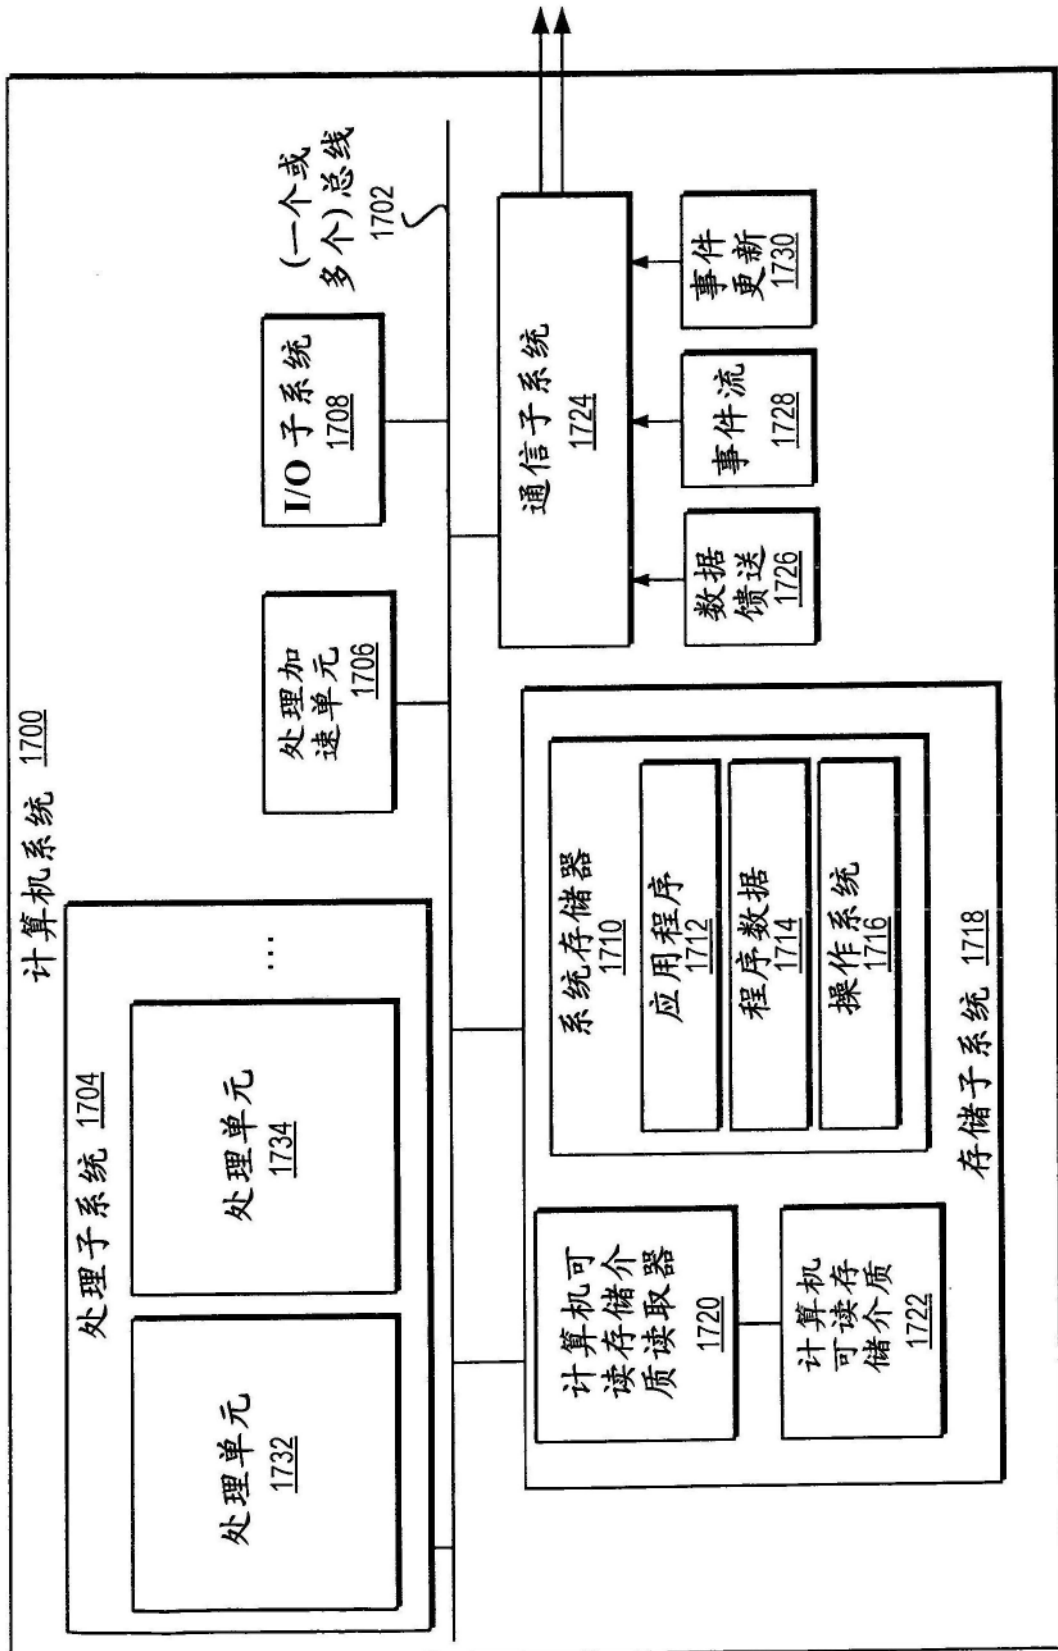 计算机系统 1700
处理子系统 1704
处理单元
1732
处理单元
1734
...
处理加
速单元
1706
I/O 子系统
1708
(一个或
多个)总线
1702
计算机可
读存储介
质读取器
1720
计算机
可读存
储介质
1722
系统存储器
1710
应用程序
1712
程序数据
1714
操作系统
1716
存储子系统 1718
通信子系统
1724
数据
馈送
1726
事件流
1728
事件
更新
1730